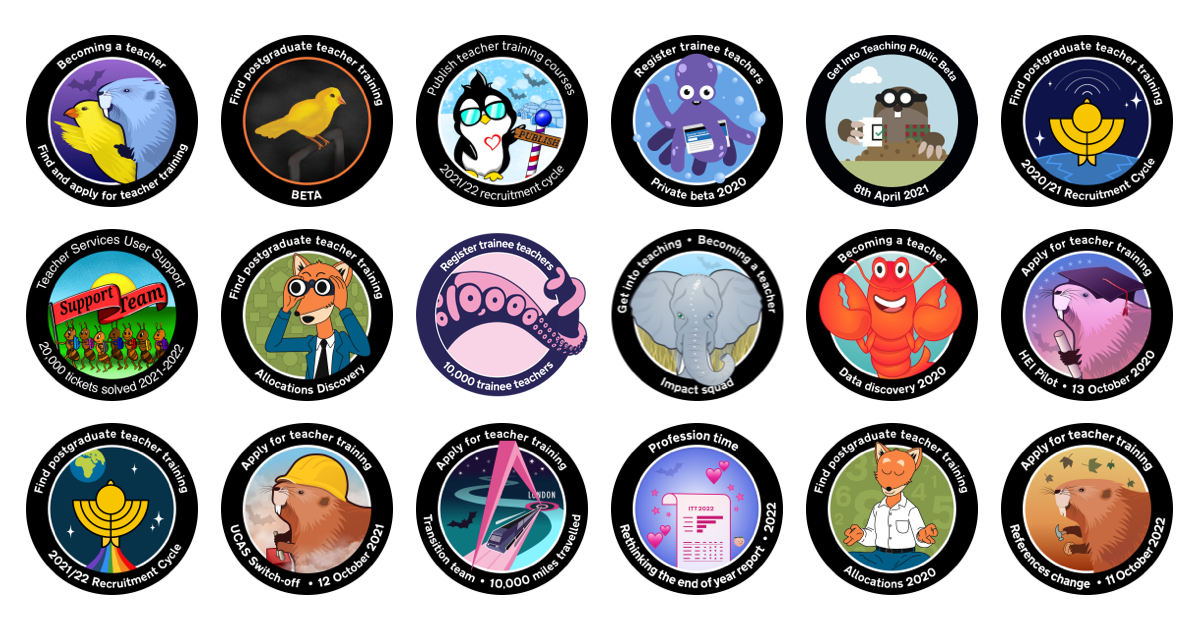 Becoming a teacher
Find and apply for teacher training
Find postgraduate teacher training
BETA
Publish teacher training courses
PUBLISH
2021/22 recruitment cycle
Register trainee teachers
Private beta 2020
Get Into Teaching Public Beta
8th April 2021
Find postgraduate teacher training
2020/21 Recruitment Cycle
Teacher Services User Support
Support Team
20,000 tickets solved 2021-2022
Find postgraduate teacher training
Allocations Discovery
Register trainee teachers
10,000
10,000 trainee teachers
Get into teaching • Becoming a teacher
Impact squad
Becoming a teacher
Data discovery 2020
Apply for teacher training
HEI Pilot • 13 October 2020
Find postgraduate teacher training
2021/22 Recruitment Cycle
Apply for teacher training
UCAS Switch-off • 12 October 2021
Apply for teacher training
LONDON
Transition team • 10,000 miles travelled
Profession time
ITT 2022
Rethinking the end of year report • 2022
Find postgraduate teacher training
Allocations 2020
Apply for teacher training
References change • 11 October 2022